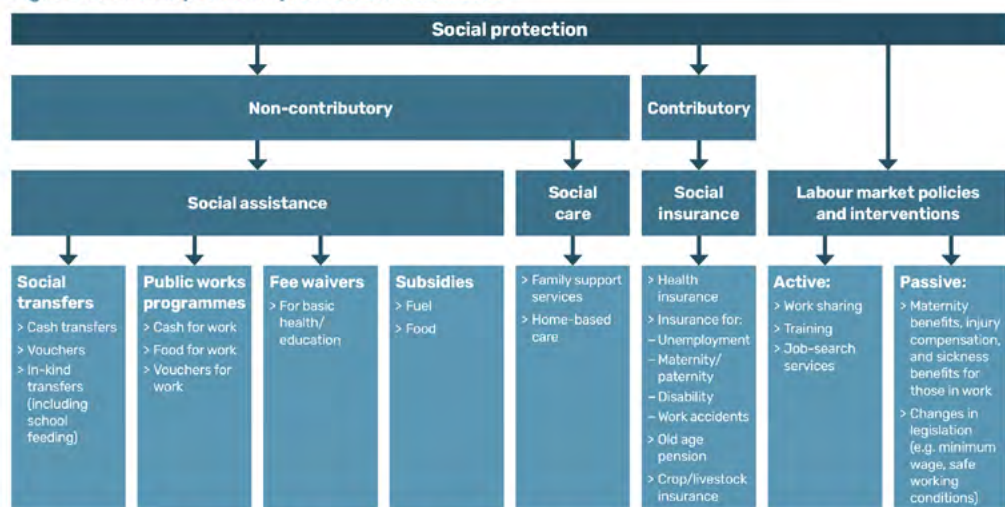 Social protection
Non-contributory
Contributory
Social assistance
Social
care
Social
insurance
Labour market policies
and interventions
Social
transfers
> Cash transfers
> Vouchers
> In-kind
transfers
(including
school
feeding)
Public works
programmes
> Cash for work
> Food for work
> Vouchers for
work
Fee waivers
> For basic
health/
education
Subsidies
> Fuel
> Food
> Family support
services
> Home-based
care
> Health
insurance
> Insurance for:
– Unemployment
– Maternity/
paternity
– Disability
– Work accidents
> Old age
pension
> Crop/livestock
insurance
Active:
> Work sharing
> Training
> Job-search
services
Passive:
> Maternity
benefits, injury
compensation,
and sickness
benefits for
those in work
> Changes in
legislation
(e.g. minimum
wage, safe
working
conditions)